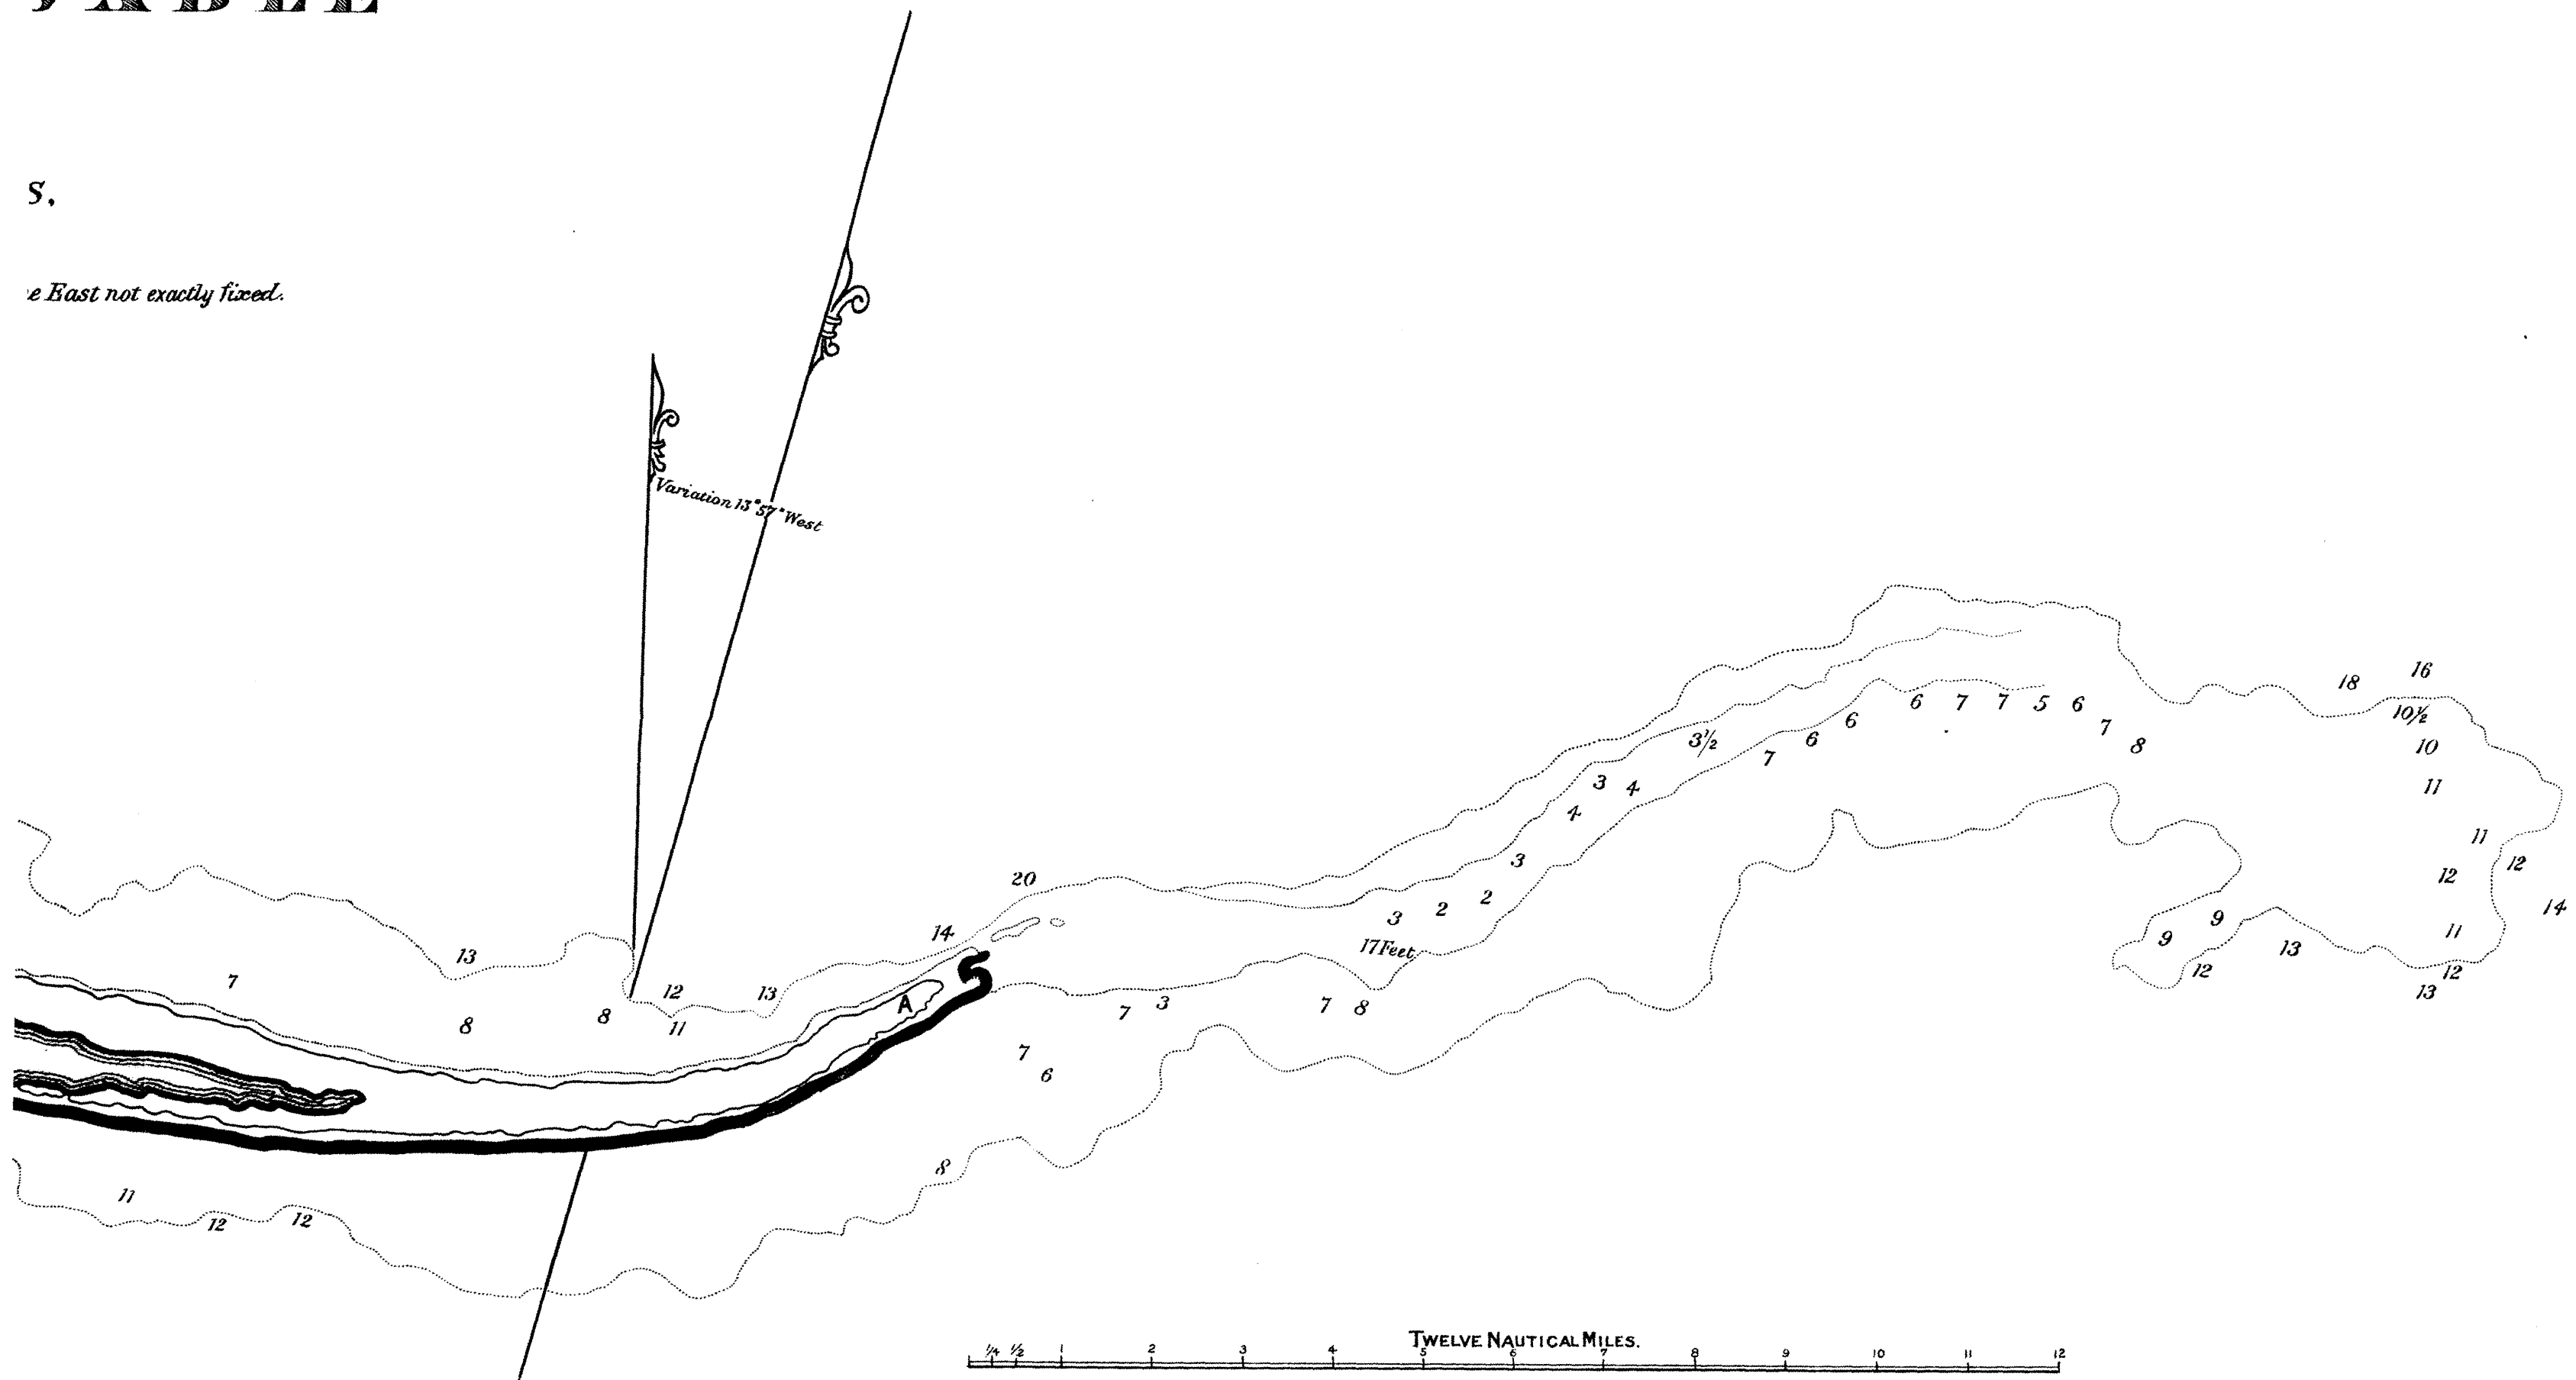 ABLE
S,
e East not exactly fixed.
Variation 13° 57" West
18 16
10½
6 7 7 5 6
6 7
3½ 6 8 10
7
3 4 11
4
11
3 12
20 12
2 2 14
3 9
14 11
17 Feet 9 13
13 12 12
7 12 13 13
7 3 7 8
8 8 11 A
7
6
8
11
12 12
TWELVE NAUTICAL MILES.
¼ ½ 1 2 3 4 5 6 7 8 9 10 11 12